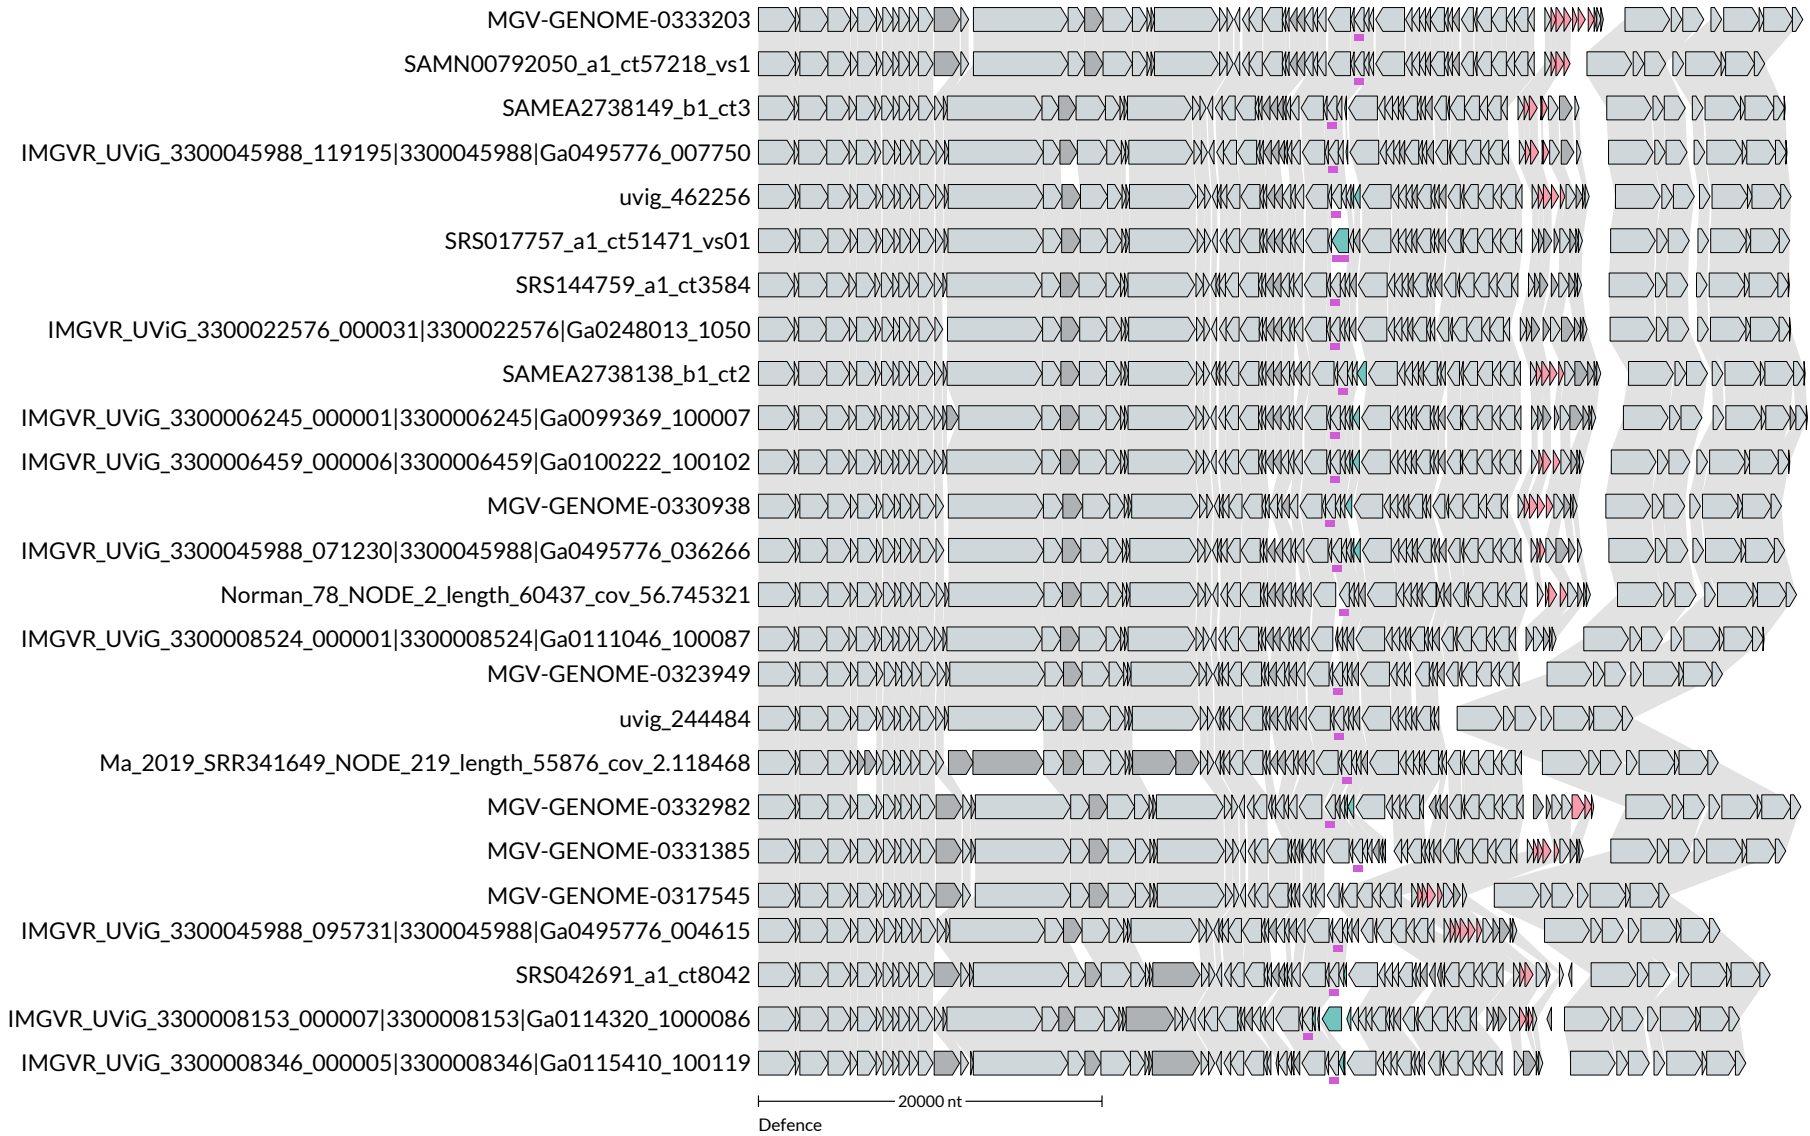 MGV-GENOME-0333203
SAMN00792050_a1_ct57218_vs1
SAMEA2738149_b1_ct3
IMGVR_UViG_3300045988_119195|3300045988|Ga0495776_007750
uvig_462256
SRS017757_a1_ct51471_vs01
SRS144759_a1_ct3584
IMGVR_UViG_3300022576_000031|3300022576|Ga0248013_1050
SAMEA2738138_b1_ct2
IMGVR_UViG_3300006245_000001|3300006245|Ga0099369_100007
IMGVR_UViG_3300006459_000006|3300006459|Ga0100222_100102
MGV-GENOME-0330938
IMGVR_UViG_3300045988_071230|3300045988|Ga0495776_036266
Norman_78_NODE_2_length_60437_cov_56.745321
IMGVR_UViG_3300008524_000001|3300008524|Ga0111046_100087
MGV-GENOME-0323949
uvig_244484
Ma_2019_SRR341649_NODE_219_length_55876_cov_2.118468
MGV-GENOME-0332982
MGV-GENOME-0331385
MGV-GENOME-0317545
IMGVR_UViG_3300045988_095731|3300045988|Ga0495776_004615
SRS042691_a1_ct8042
IMGVR_UViG_3300008153_000007|3300008153|Ga0114320_1000086
IMGVR_UViG_3300008346_000005|3300008346|Ga0115410_100119
20000 nt
Defence